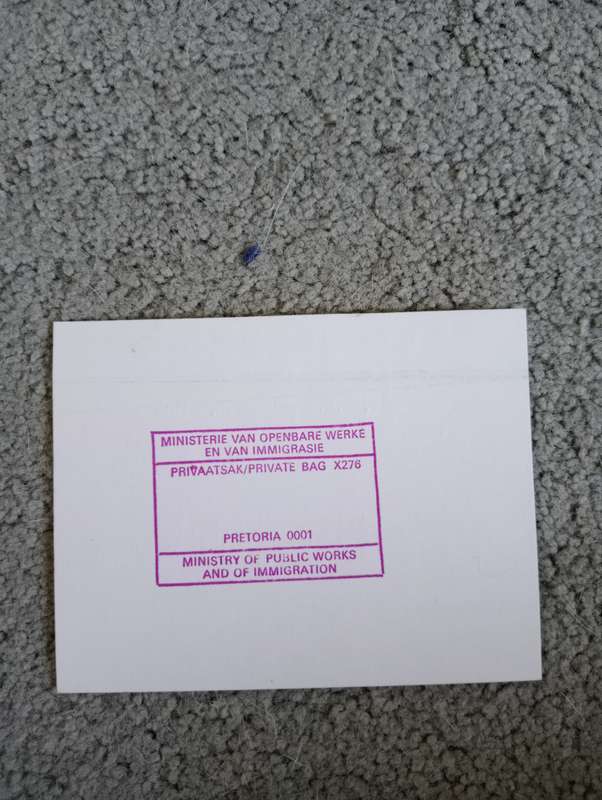 MINISTERIE VAN OPENBARE WERKE
EN VAN IMMIGRASIE
PRIVAATSAK/PRIVATE BAG X276
PRETORIA 0001
MINISTRY OF PUBLIC WORKS
AND OF IMMIGRATION